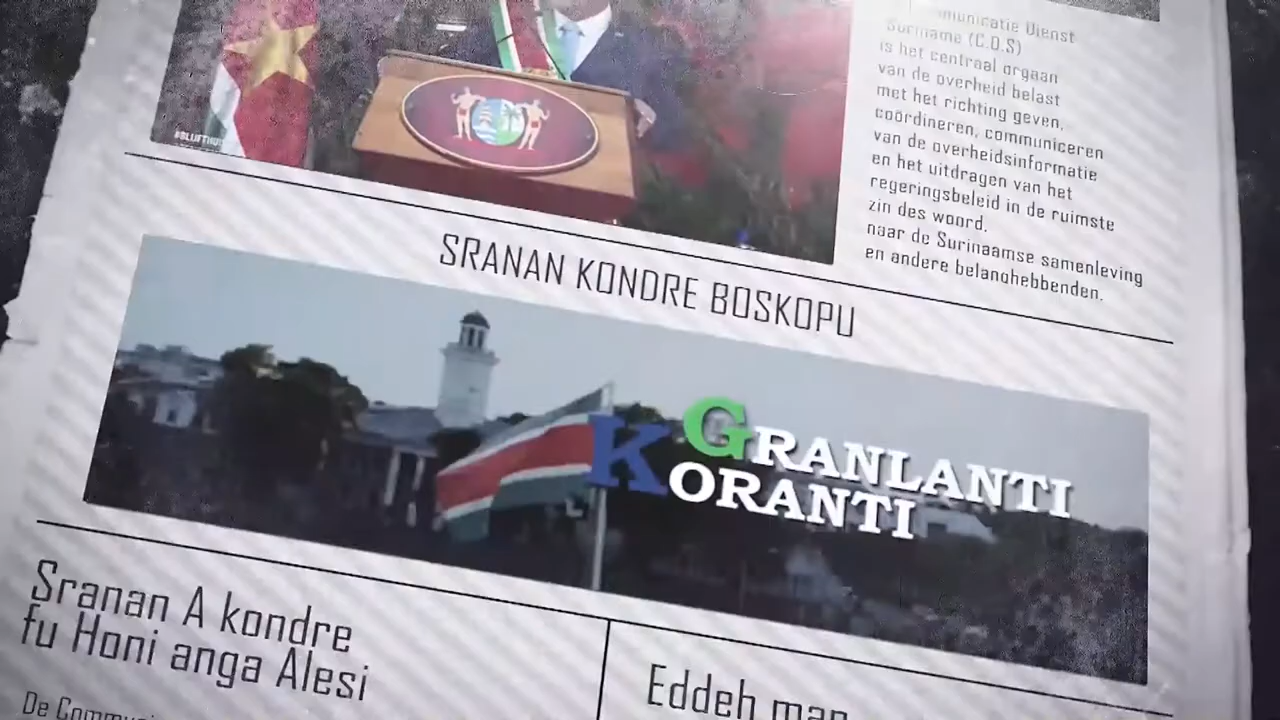 Dienst
Suriname (C.D.S)
is het centraal orgaan
van de overheid belast
met het richting geven,
coördineren, communiceren
van de overheidsinformatie
en het uitdragen van het
regeringsbeleid in de ruimste
zin des woord.
naar de Surinaamse samenleving
en andere belanghebbenden.
SRANAN KONDRE BOSKOPU
GRANLANTI
KORANTI
Sranan A kondre
fu Honi anga Alesi
De
Eddeh man